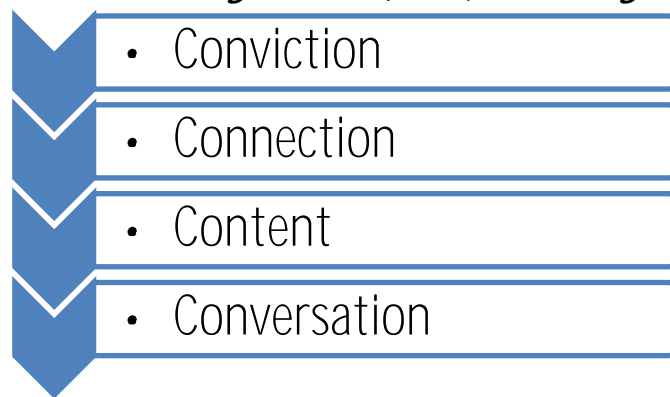 • Conviction
• Connection
• Content
• Conversation